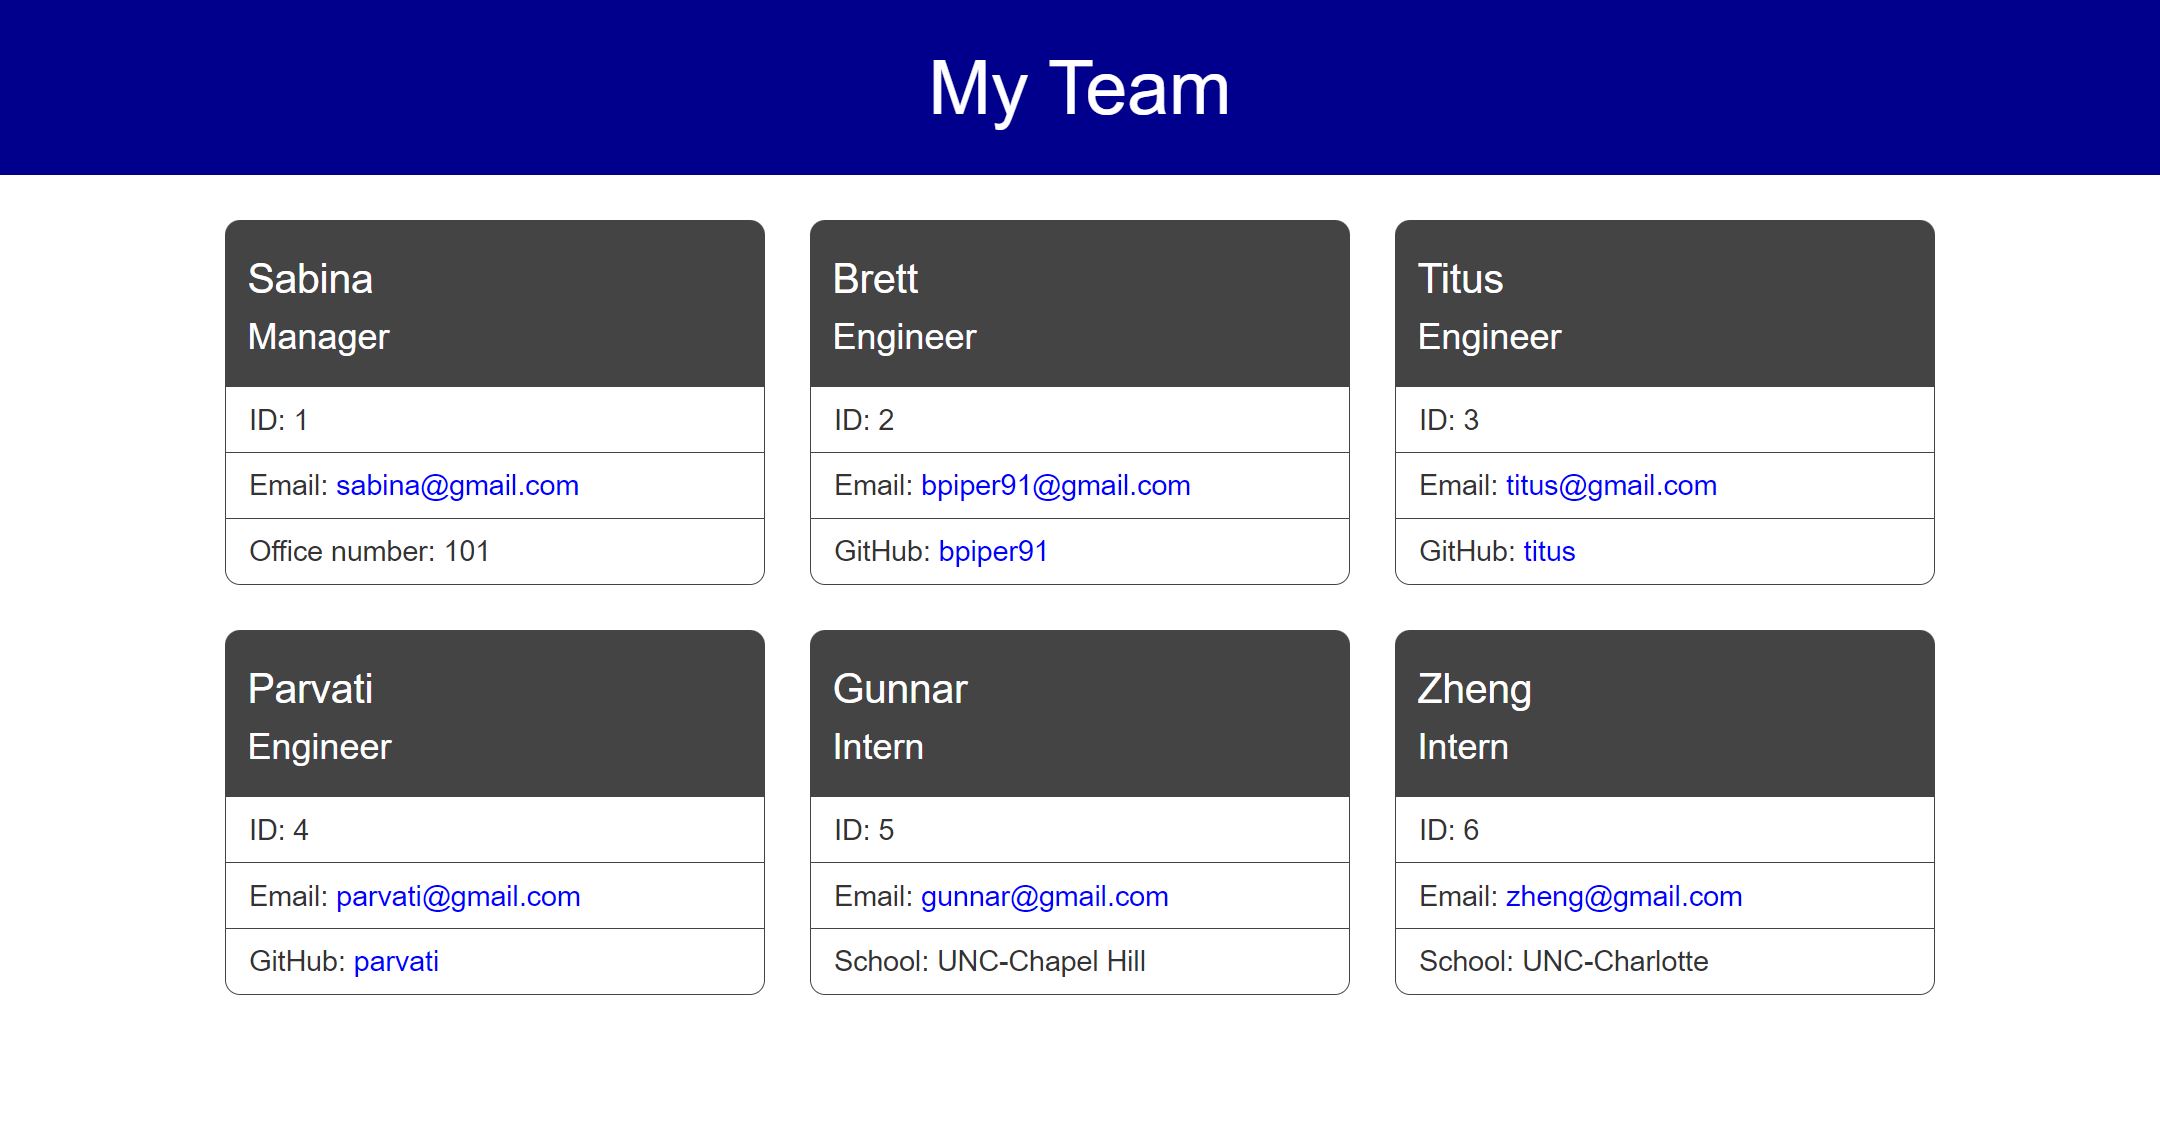 My Team
Sabina
Manager
ID: 1
Email: sabina@gmail.com
Office number: 101
Brett
Engineer
ID: 2
Email: bpiper91@gmail.com
GitHub: bpiper91
Titus
Engineer
ID: 3
Email: titus@gmail.com
GitHub: titus
Parvati
Engineer
ID: 4
Email: parvati@gmail.com
GitHub: parvati
Gunnar
Intern
ID: 5
Email: gunnar@gmail.com
School: UNC-Chapel Hill
Zheng
Intern
ID: 6
Email: zheng@gmail.com
School: UNC-Charlotte